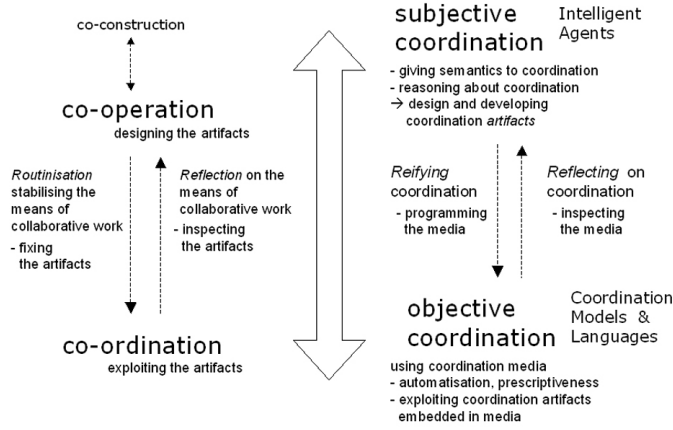 co-construction
co-operation
designing the artifacts
Routinisation
stabilising the
means of
collaborative work
- fixing
the artifacts
Reflection on the
means of
collaborative work
- inspecting
the artifacts
co-ordination
exploiting the artifacts
subjective
coordination
Intelligent
Agents
- giving semantics to coordination
- reasoning about coordination
→ design and developing
coordination artifacts
Reifying
coordination
- programming
the media
Reflecting on
coordination
- inspecting
the media
objective
coordination
Coordination
Models &
Languages
using coordination media
- automatisation, prescriptiveness
- exploiting coordination artifacts
embedded in media